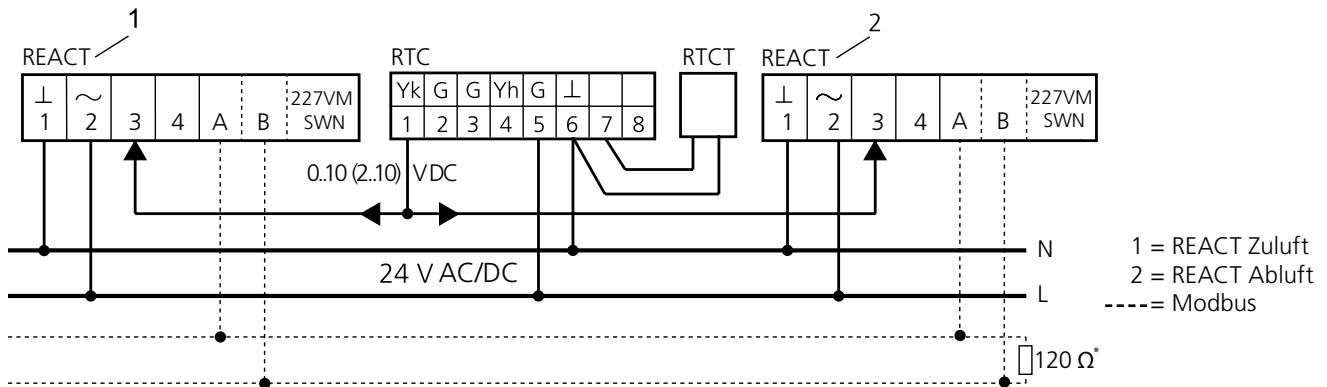 1
2
REACT
RTC
RTCT
REACT
⊥ ~ 227VM
1 2 3 4 A B SWN
Yk G G Yh G ⊥
1 2 3 4 5 6 7 8
⊥ ~ 227VM
1 2 3 4 A B SWN
0..10 (2..10) VDC
N
24 V AC/DC
L
1 = REACT Zuluft
2 = REACT Abluft
----= Modbus
120 Ω*